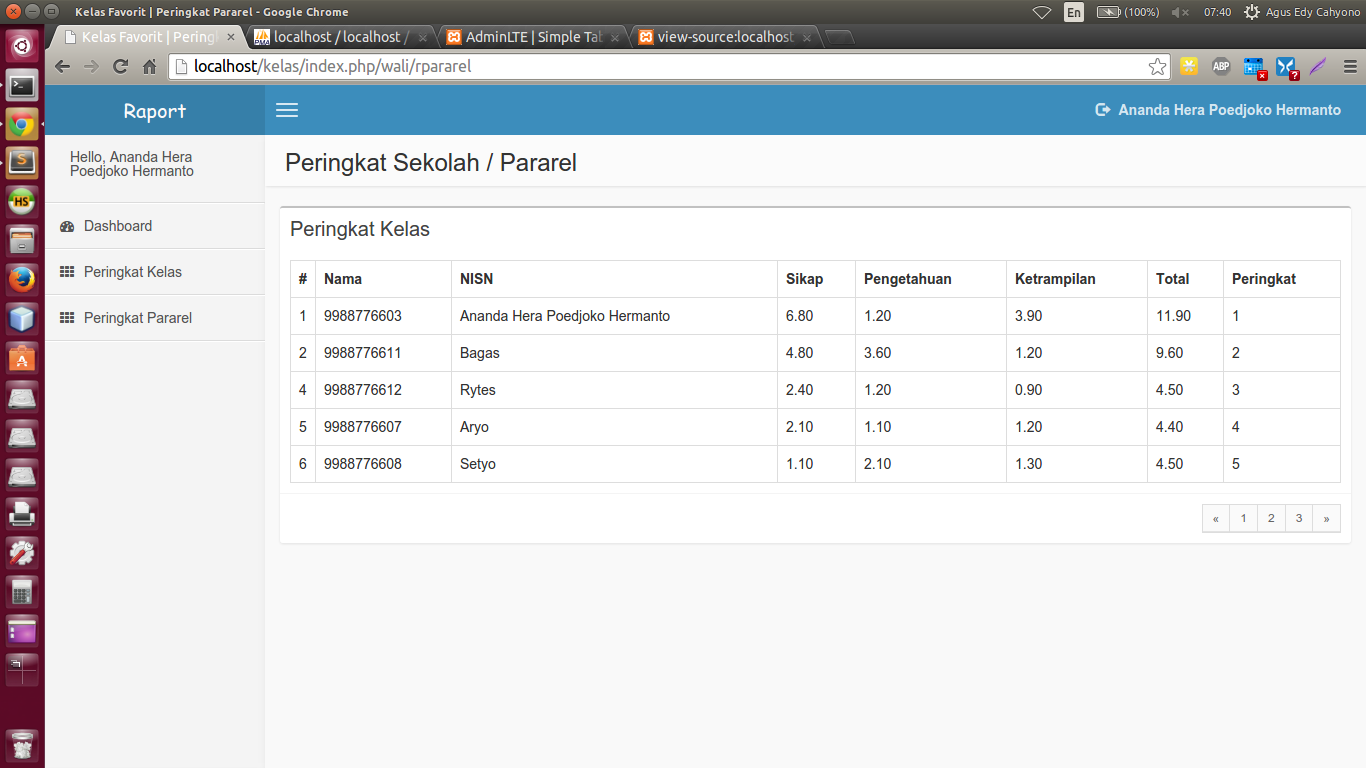 Kelas Favorit | Peringkat Pararel - Google Chrome
En (100%) 07:40 Agus Edy Cahyono
Kelas Favorit | Pering localhost / localhost / AdminLTE | Simple Tab view-source:localhost
localhost/kelas/index.php/wali/rpararel
ABP
Raport
Ananda Hera Poedjoko Hermanto
Hello, Ananda Hera
Poedjoko Hermanto
Dashboard
Peringkat Kelas
Peringkat Pararel
Peringkat Sekolah / Pararel
Peringkat Kelas
# Nama NISN Sikap Pengetahuan Ketrampilan Total Peringkat
1 9988776603 Ananda Hera Poedjoko Hermanto 6.80 1.20 3.90 11.90 1
2 9988776611 Bagas 4.80 3.60 1.20 9.60 2
4 9988776612 Rytes 2.40 1.20 0.90 4.50 3
5 9988776607 Aryo 2.10 1.10 1.20 4.40 4
6 9988776608 Setyo 1.10 2.10 1.30 4.50 5
« 1 2 3 »
HS